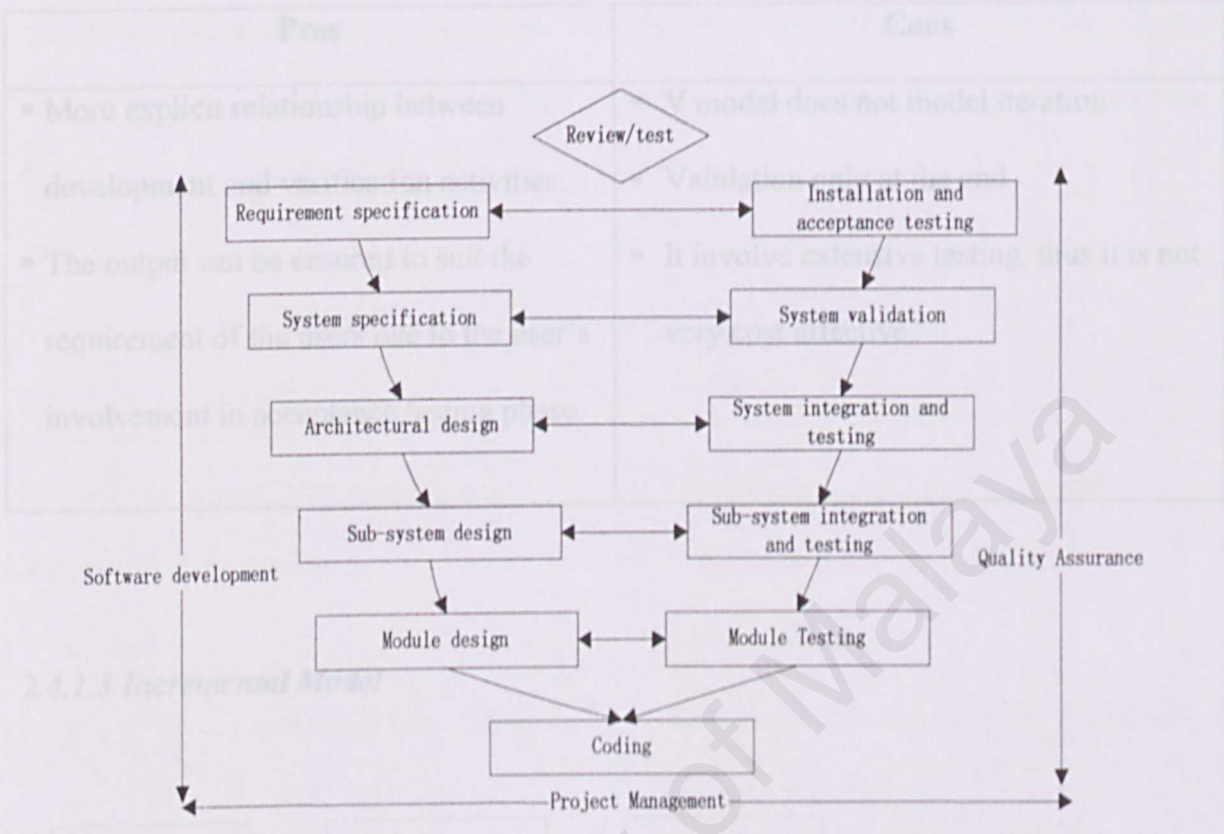 Pros
Cons
▪ More explicit relationship between
development and verification activities.
▪ The output can be ensured to suit the
requirement of the users due to the user's
involvement in acceptance testing phase.
▪ V model does not model iteration.
▪ Validation only at the end
▪ It involve extensive testing, thus it is not
very cost effective.
Review/test
Requirement specification
Installation and
acceptance testing
System specification
System validation
Architectural design
System integration and
testing
Sub-system design
Sub-system integration
and testing
Software development
Quality Assurance
Module design
Module Testing
2.4.1.3 Incremental Model
Coding
Project Management
of Malaya